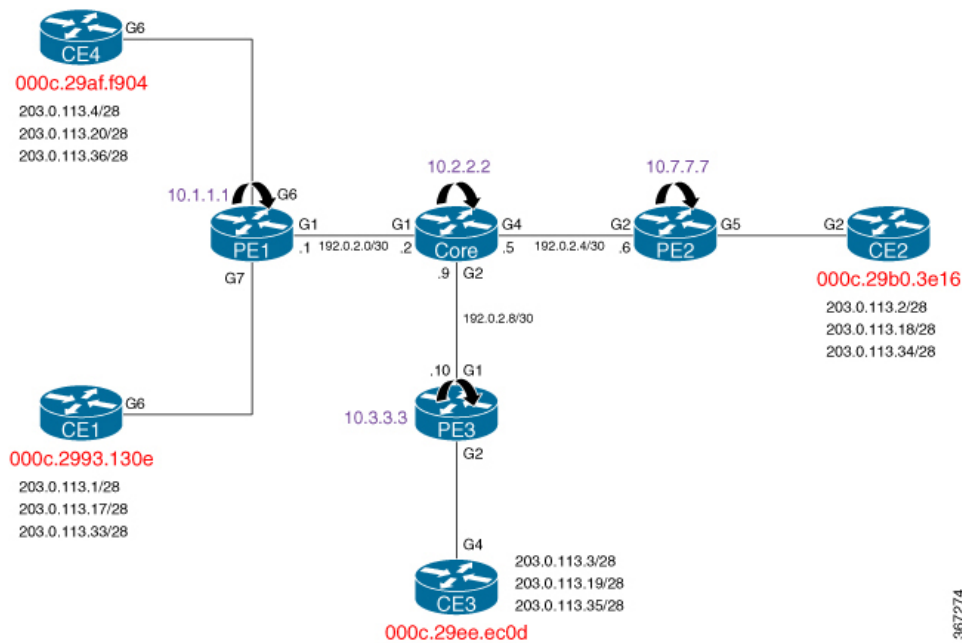 G6
CE4
000c.29af.f904
203.0.113.4/28
203.0.113.20/28
203.0.113.36/28
10.1.1.1
G6
10.2.2.2
10.7.7.7
PE1
G1
.1
192.0.2.0/30
G1
.2
Core
G4
.5
192.0.2.4/30
G2
.6
PE2
G5
G2
CE2
000c.29b0.3e16
203.0.113.2/28
203.0.113.18/28
203.0.113.34/28
G7
.9
G2
192.0.2.8/30
.10
G1
10.3.3.3
PE3
G2
G6
CE1
000c.2993.130e
203.0.113.1/28
203.0.113.17/28
203.0.113.33/28
G4
CE3
203.0.113.3/28
203.0.113.19/28
203.0.113.35/28
000c.29ee.ec0d
367274